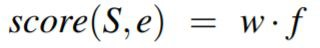 score(S,e) = w · f